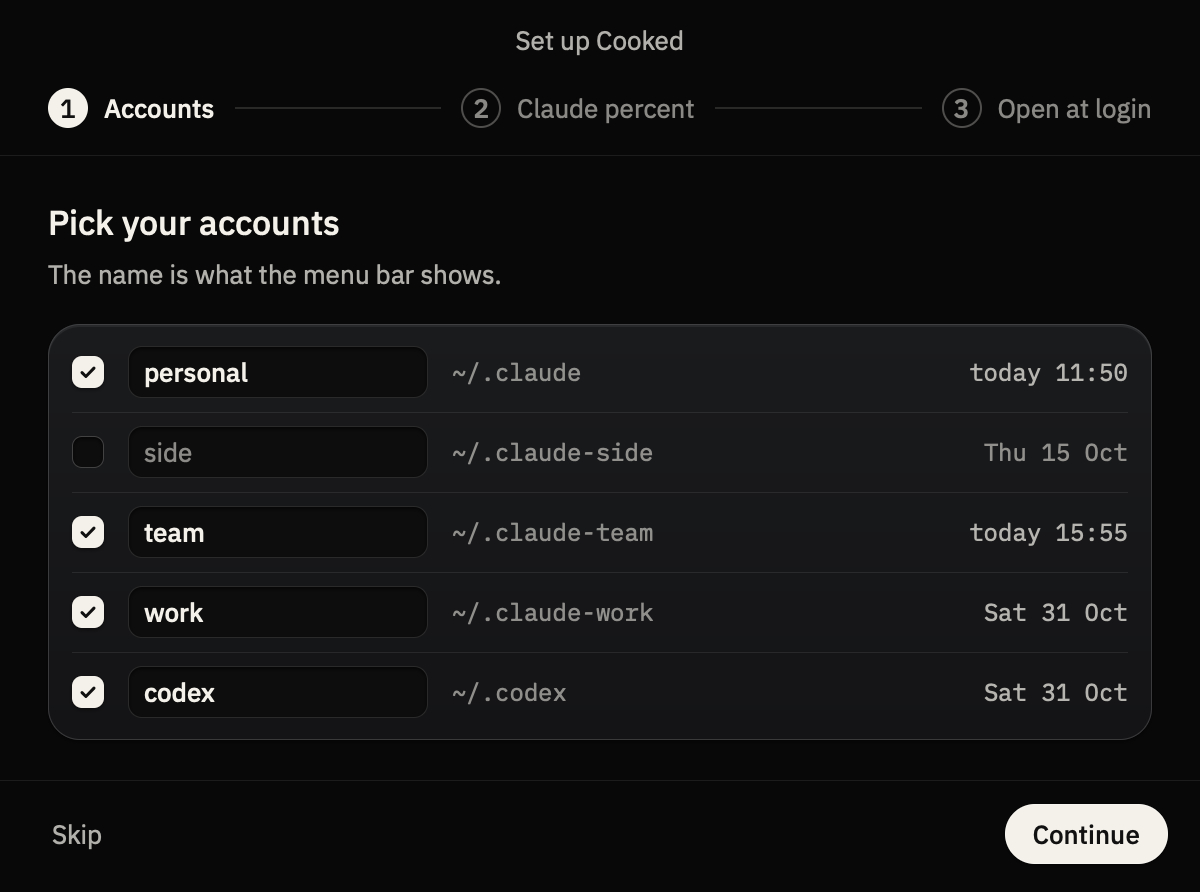 Set up Cooked
1 Accounts 2 Claude percent 3 Open at login
Pick your accounts
The name is what the menu bar shows.
personal ~/.claude today 11:50
side ~/.claude-side Thu 15 Oct
team ~/.claude-team today 15:55
work ~/.claude-work Sat 31 Oct
codex ~/.codex Sat 31 Oct
Skip Continue